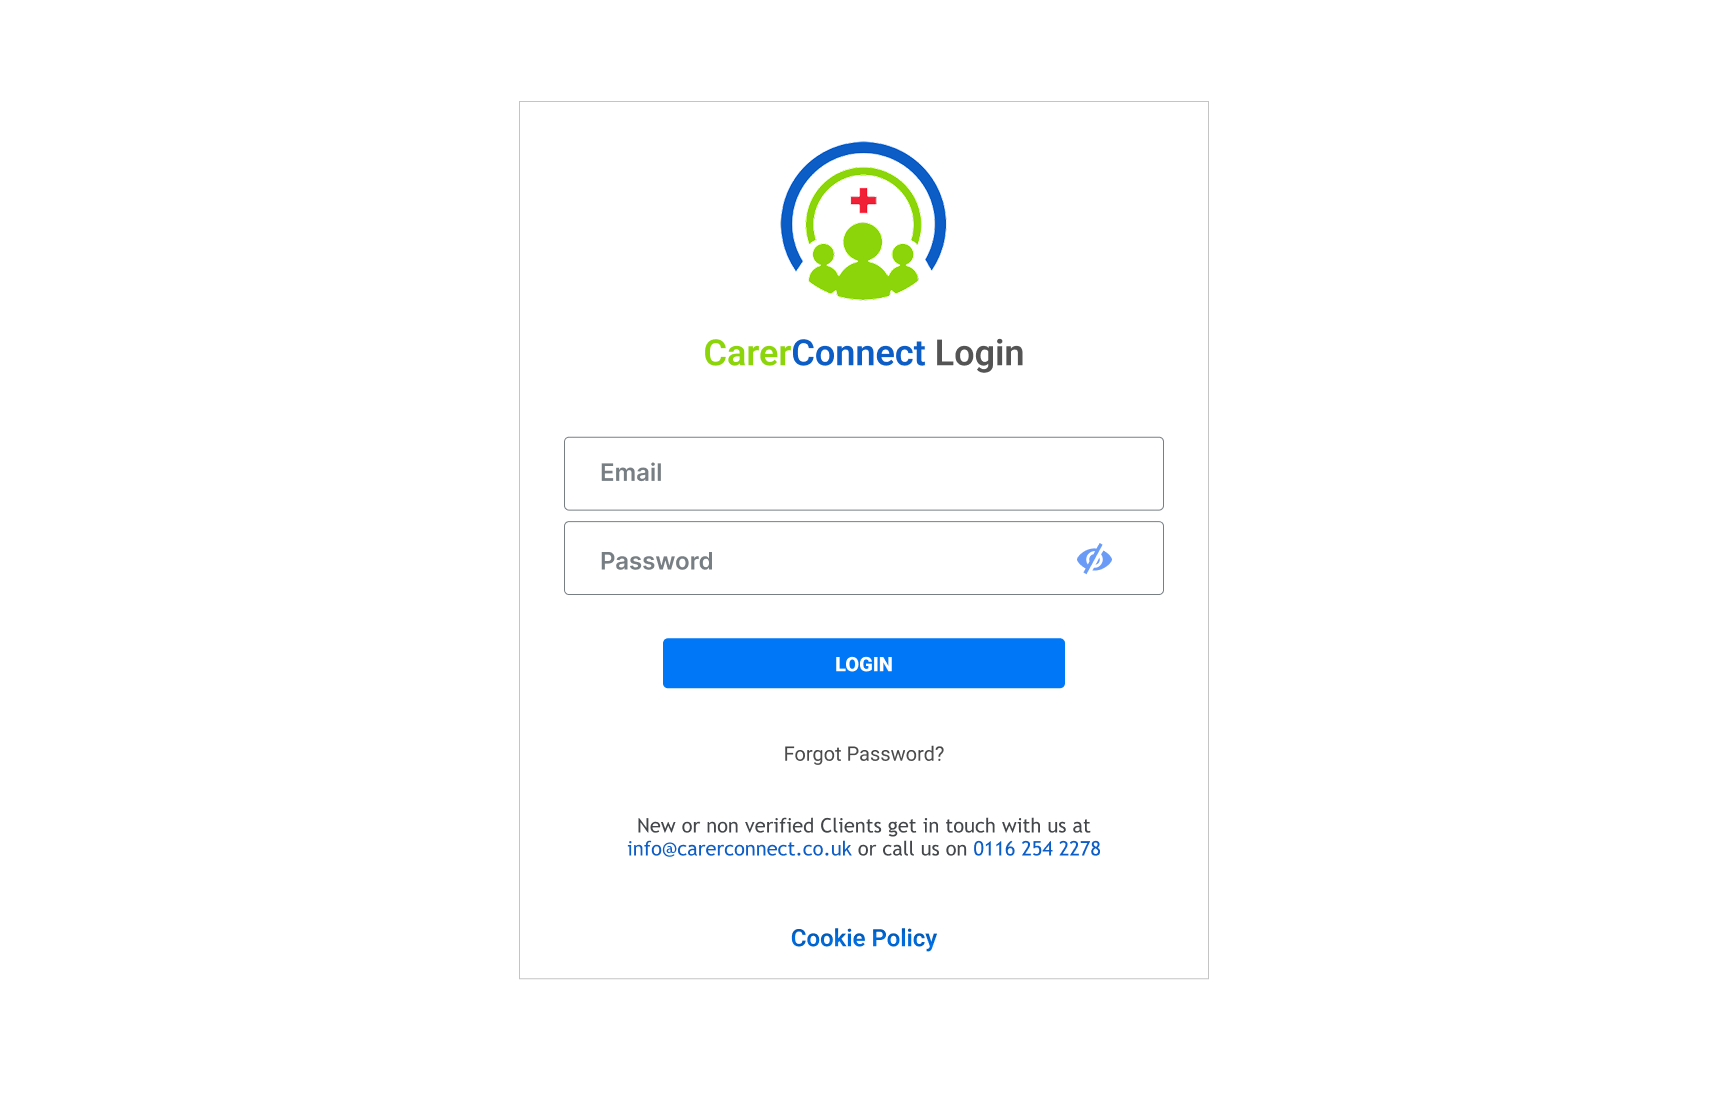 CarerConnect Login
Email
Password
LOGIN
Forgot Password?
New or non verified Clients get in touch with us at
info@carerconnect.co.uk or call us on 0116 254 2278
Cookie Policy